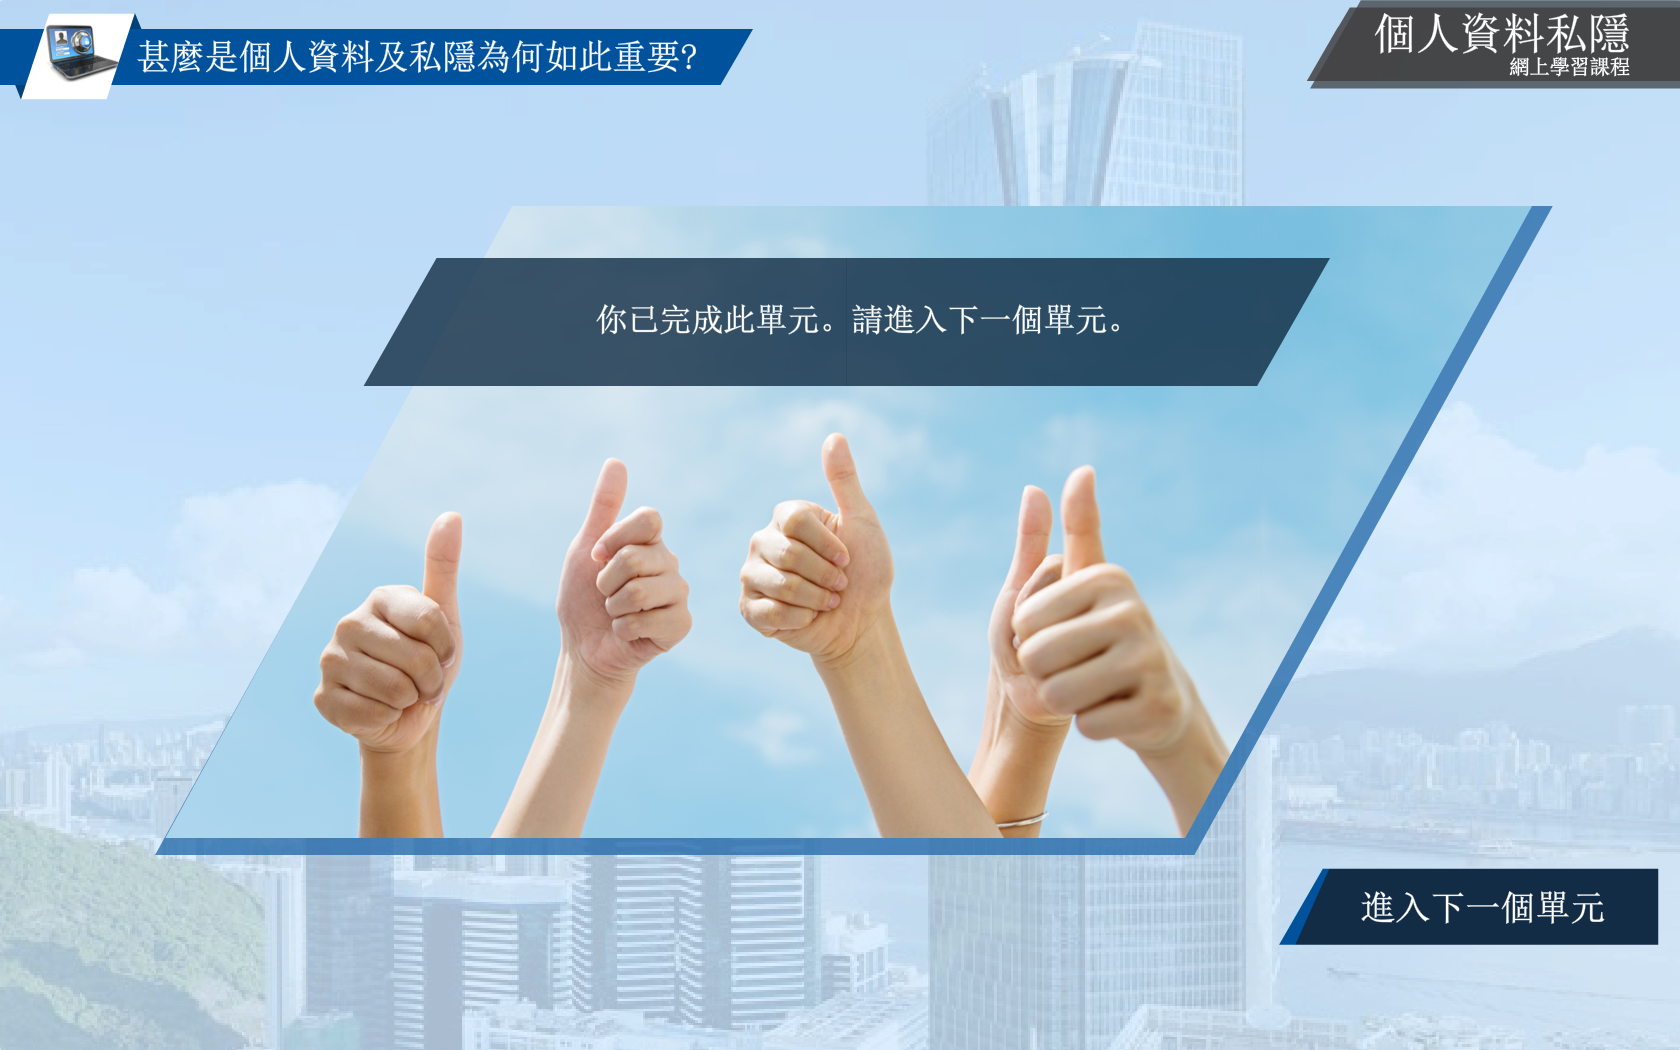 甚麼是個人資料及私隱為何如此重要?
個人資料私隱
網上學習課程
你已完成此單元。請進入下一個單元。
進入下一個單元